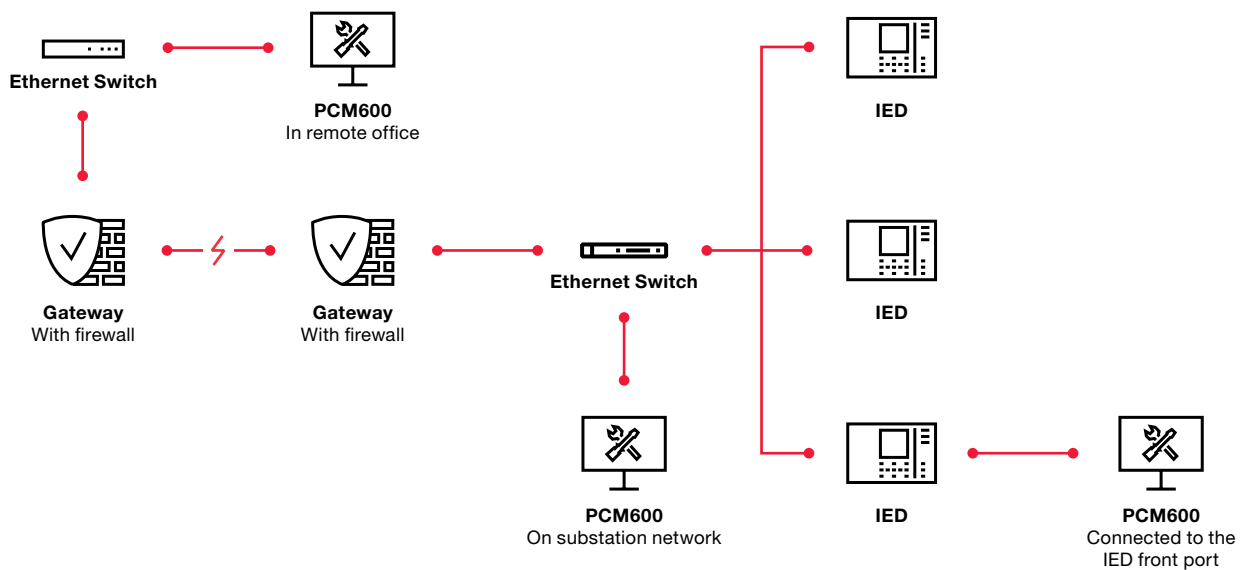 Ethernet Switch
PCM600
In remote office
IED
Gateway
With firewall
Gateway
With firewall
Ethernet Switch
IED
PCM600
On substation network
IED
PCM600
Connected to the
IED front port